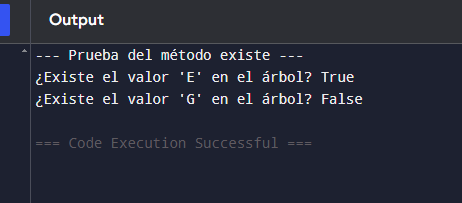 Output
--- Prueba del método existe ---
¿Existe el valor 'E' en el árbol? True
¿Existe el valor 'G' en el árbol? False
=== Code Execution Successful ===